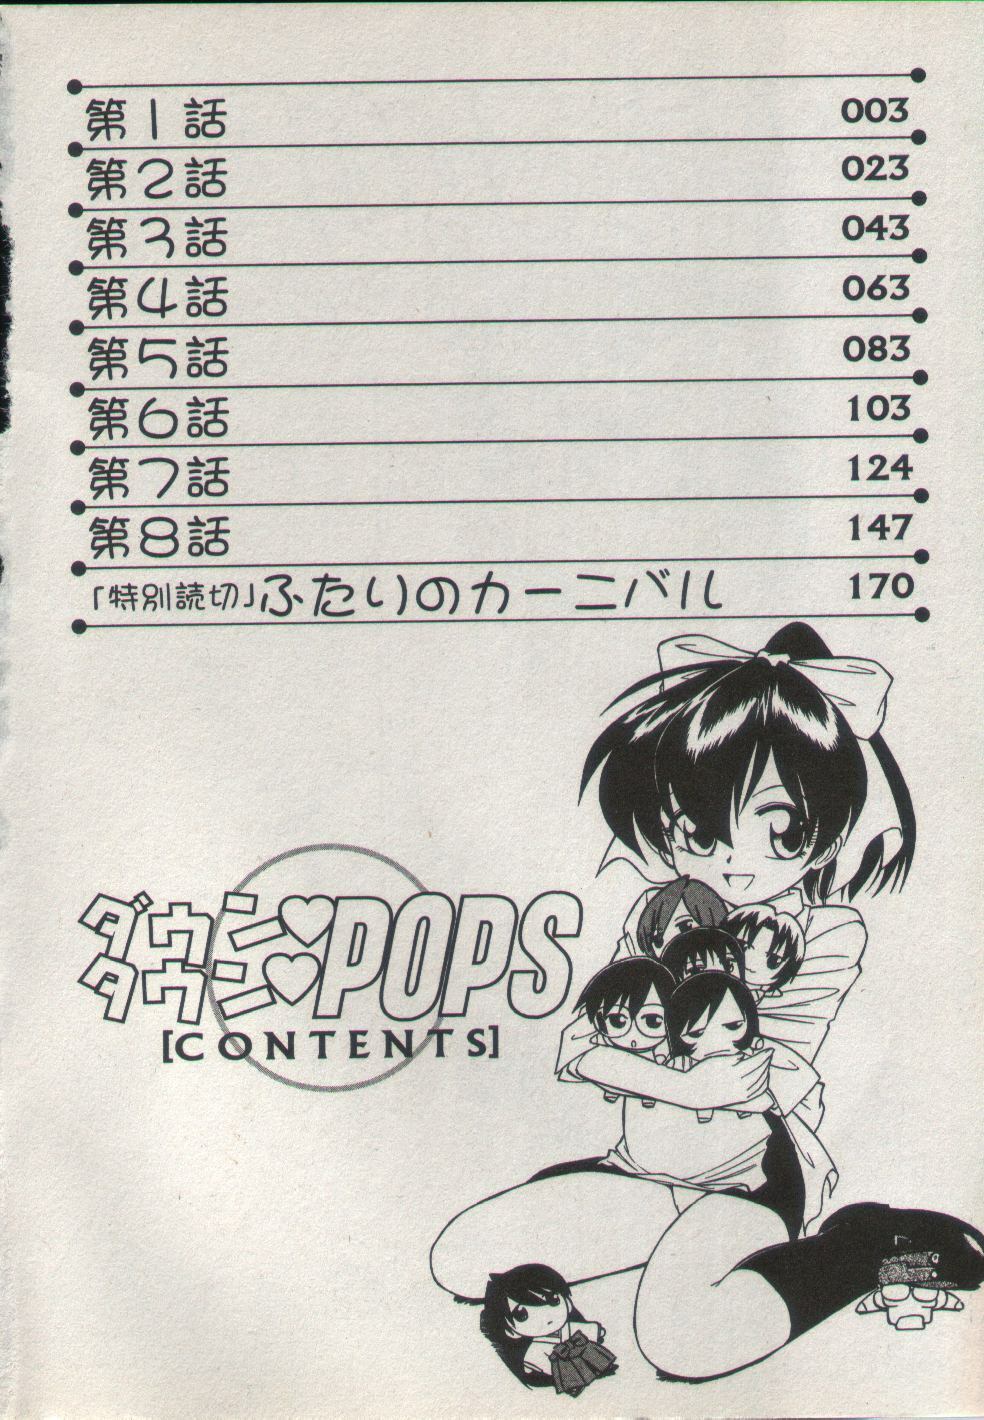 第1話 003
第2話 023
第3話 043
第4話 063
第5話 083
第6話 103
第7話 124
第8話 147
「特別読切」ふたりのカーニバル 170
ダウン♥POPS
タウン♥
[CONTENTS]